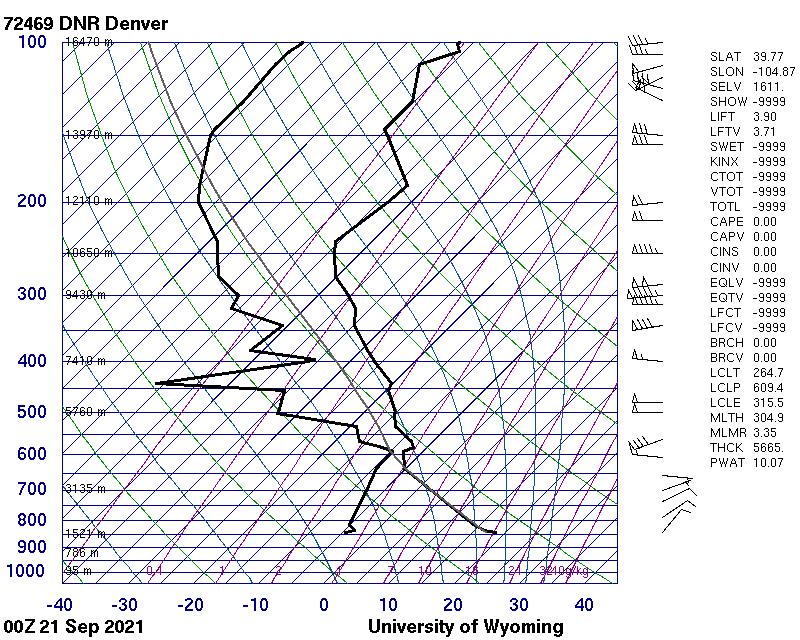 72469 DNR Denver
100
16470 m
13970 m
200
12110 m
10650 m
300
9430 m
400
7410 m
500
5760 m
600
700
3135 m
800
1521 m
900
786 m
1000
95 m
0.4
1
2
4
7
10
16
24
32
40g/kg
-40 -30 -20 -10 0 10 20 30 40
00Z 21 Sep 2021
University of Wyoming
SLAT 39.77
SLON -104.87
SELV 1611.
SHOW -9999
LIFT 3.90
LFTV 3.71
SWET -9999
KINX -9999
CTOT -9999
VTOT -9999
TOTL -9999
CAPE 0.00
CAPV 0.00
CINS 0.00
CINV 0.00
EQLV -9999
EQTV -9999
LFCT -9999
LFCV -9999
BRCH 0.00
BRCV 0.00
LCLT 264.7
LCLP 609.4
LCLE 315.5
MLTH 304.9
MLMR 3.35
THCK 5665.
PWAT 10.07